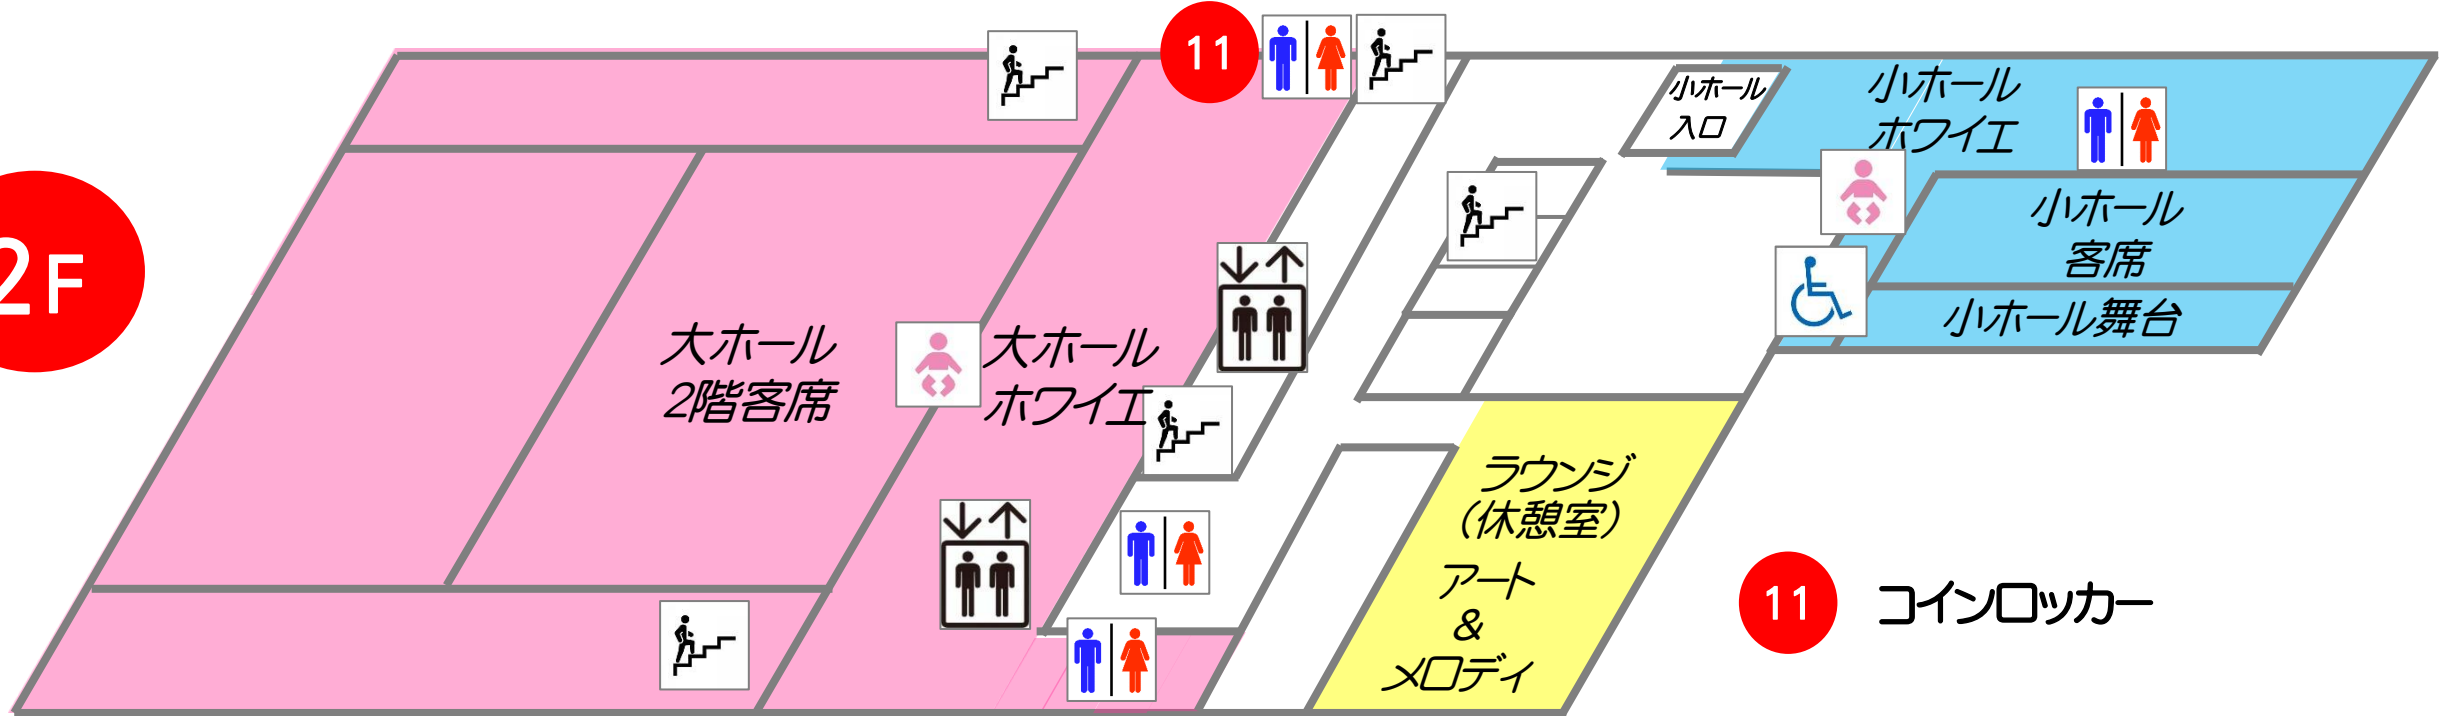 2F
11
小ホール
入口
小ホール
ホワイエ
小ホール
客席
小ホール舞台
大ホール
2階客席
大ホール
ホワイエ
ラウンジ
(休憩室)
アート
&
メロディ
11 コインロッカー